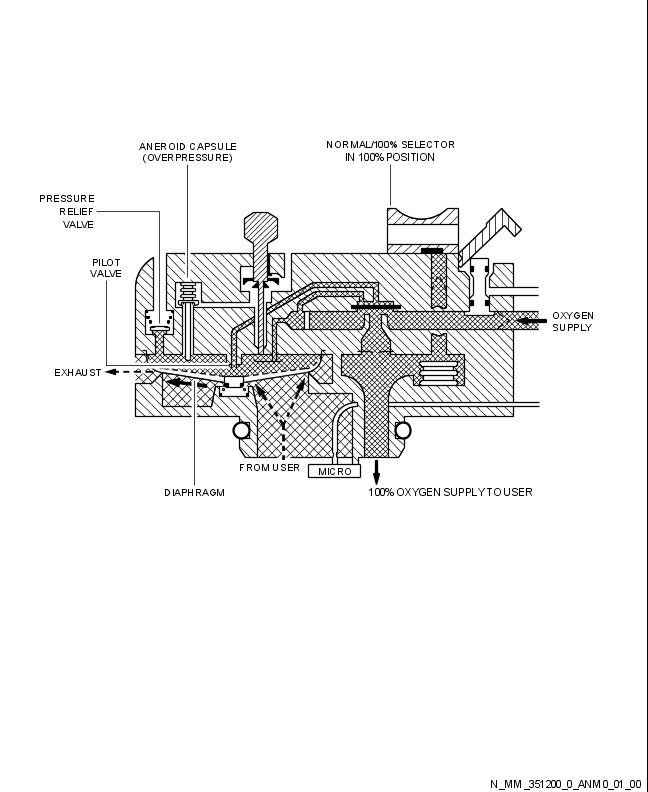 ANEROID CAPSULE
(OVERPRESSURE)
NORMAL/100% SELECTOR
IN 100% POSITION
PRESSURE
RELIEF
VALVE
PILOT
VALVE
OXYGEN
SUPPLY
EXHAUST
FROM USER
MICRO
DIAPHRAGM
100% OXYGEN SUPPLY TO USER
N_MM_351200_0_ANM0_01_00